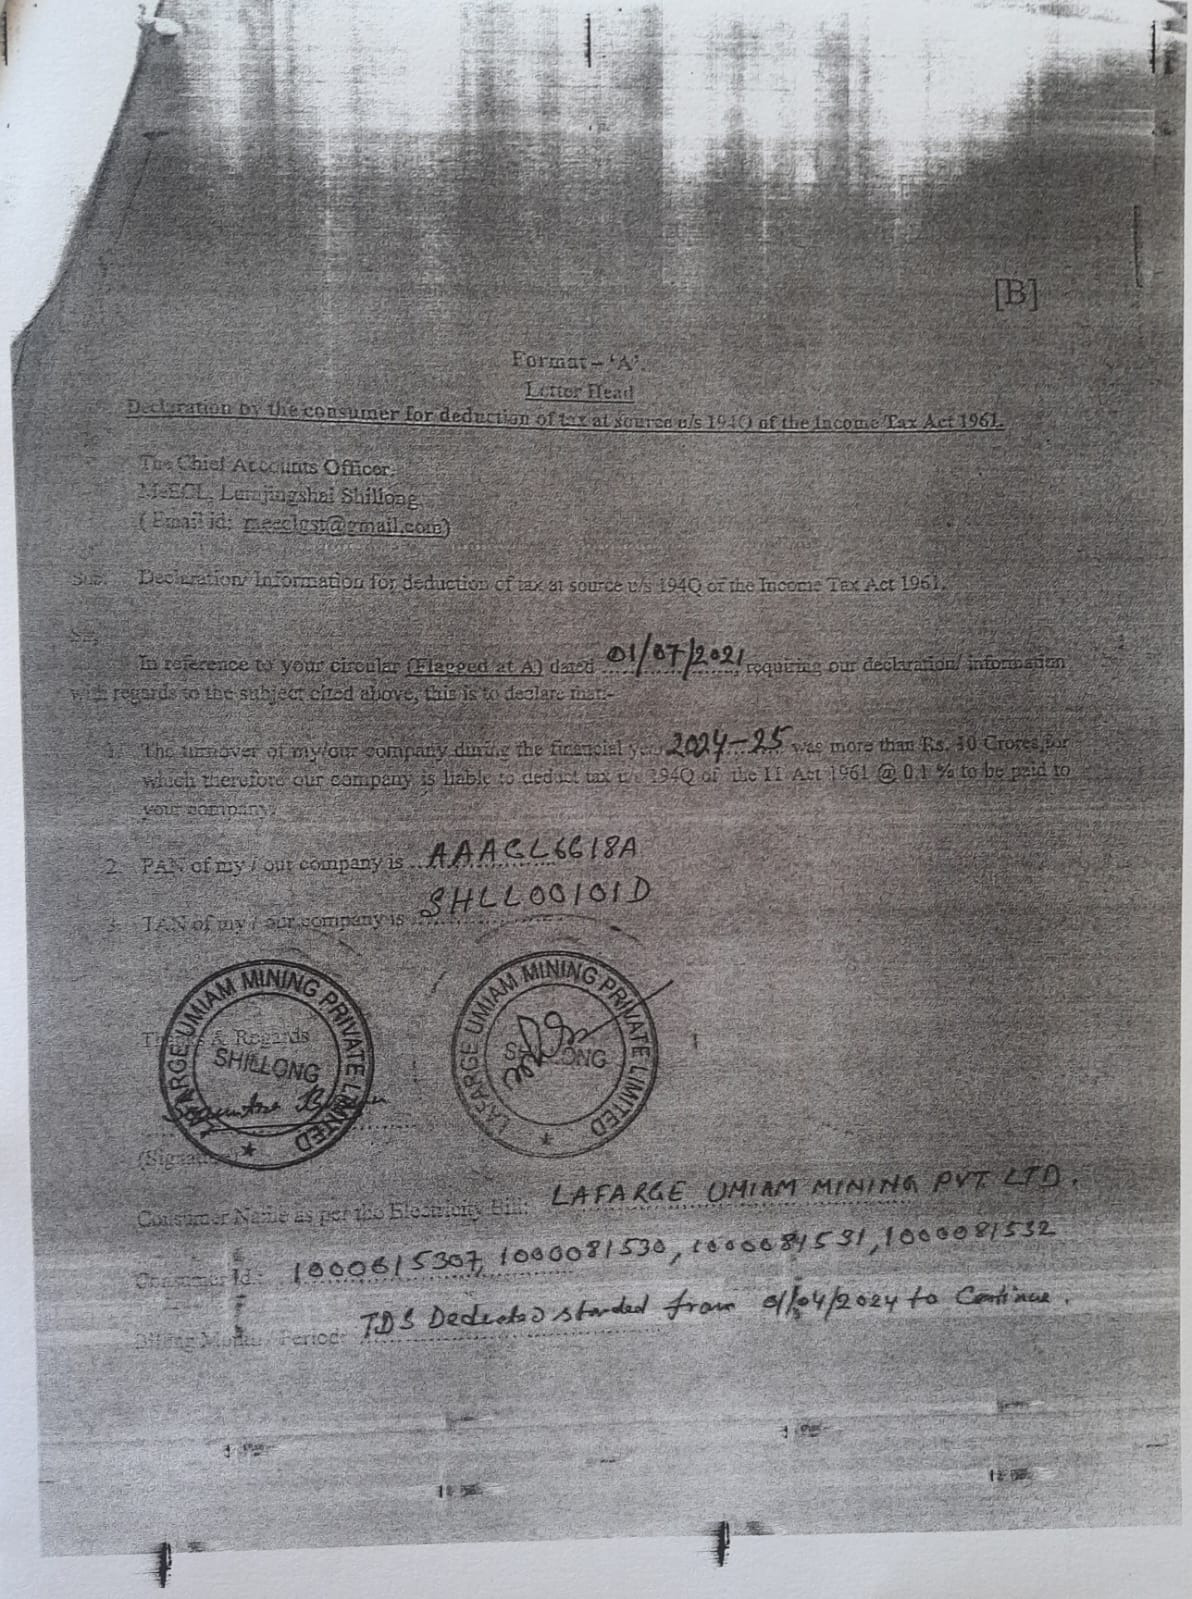 [B]
Format – 'A'.
Letter Head
Declaration by the consumer for deduction of tax at source u/s 194Q of the Income Tax Act 1961.
The Chief Accounts Officer,
MeECL, Lumjingshai Shillong.
(Email id: meeclgst@gmail.com)
Sub: Declaration/ Information for deduction of tax at source u/s 194Q of the Income Tax Act 1961.
Sir,
In reference to your circular (Flagged at A) dated 01/07/2021, requiring our declaration/ information
with regards to the subject cited above, this is to declare that:-
1. The turnover of my/our company during the financial year 2024-25 was more than Rs. 10 Crores for
which therefore our company is liable to deduct tax u/s 194Q of the IT Act 1961 @ 0.1 % to be paid to
your company.
2. PAN of my / our company is AAACL6618A
3. TAN of my / our company is SHLL00101D
LAFARGE UMIAM MINING PRIVATE LIMITED
SHILLONG
LAFARGE UMIAM MINING PRIVATE LIMITED
SHILLONG
Thanks & Regards
(Signature)
Consumer Name as per the Electricity Bill: LAFARGE UMIAM MINING PVT LTD.
Consumer Id : 1000615307, 1000081530, 1000081531, 1000081532
Billing Month/ Period: TDS Deducted started from 01/04/2024 to Continue.